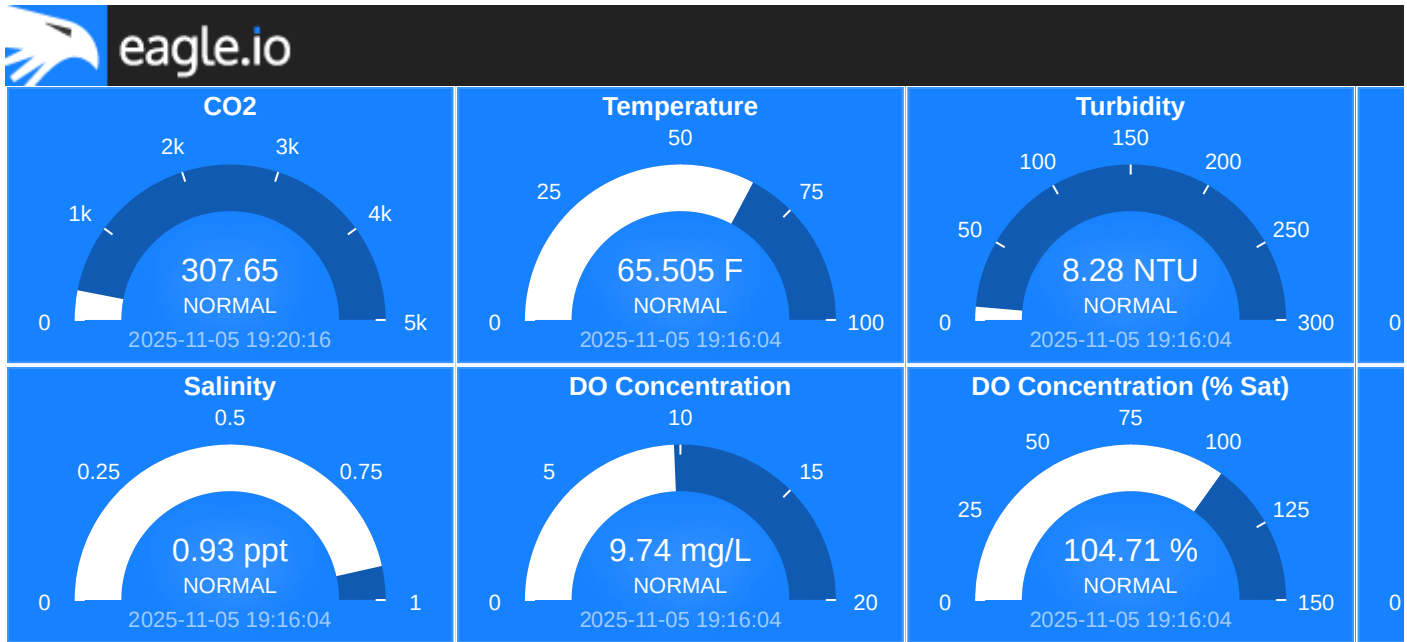 eagle.io
CO2
2k
3k
1k
4k
307.65
NORMAL
0
5k
2025-11-05 19:20:16
Temperature
50
25
75
65.505 F
NORMAL
0
100
2025-11-05 19:16:04
Turbidity
150
100
200
50
250
8.28 NTU
NORMAL
0
300
2025-11-05 19:16:04
0
Salinity
0.5
0.25
0.75
0.93 ppt
NORMAL
0
1
2025-11-05 19:16:04
DO Concentration
10
5
15
9.74 mg/L
NORMAL
0
20
2025-11-05 19:16:04
DO Concentration (% Sat)
75
50
100
25
125
104.71 %
NORMAL
0
150
2025-11-05 19:16:04
0